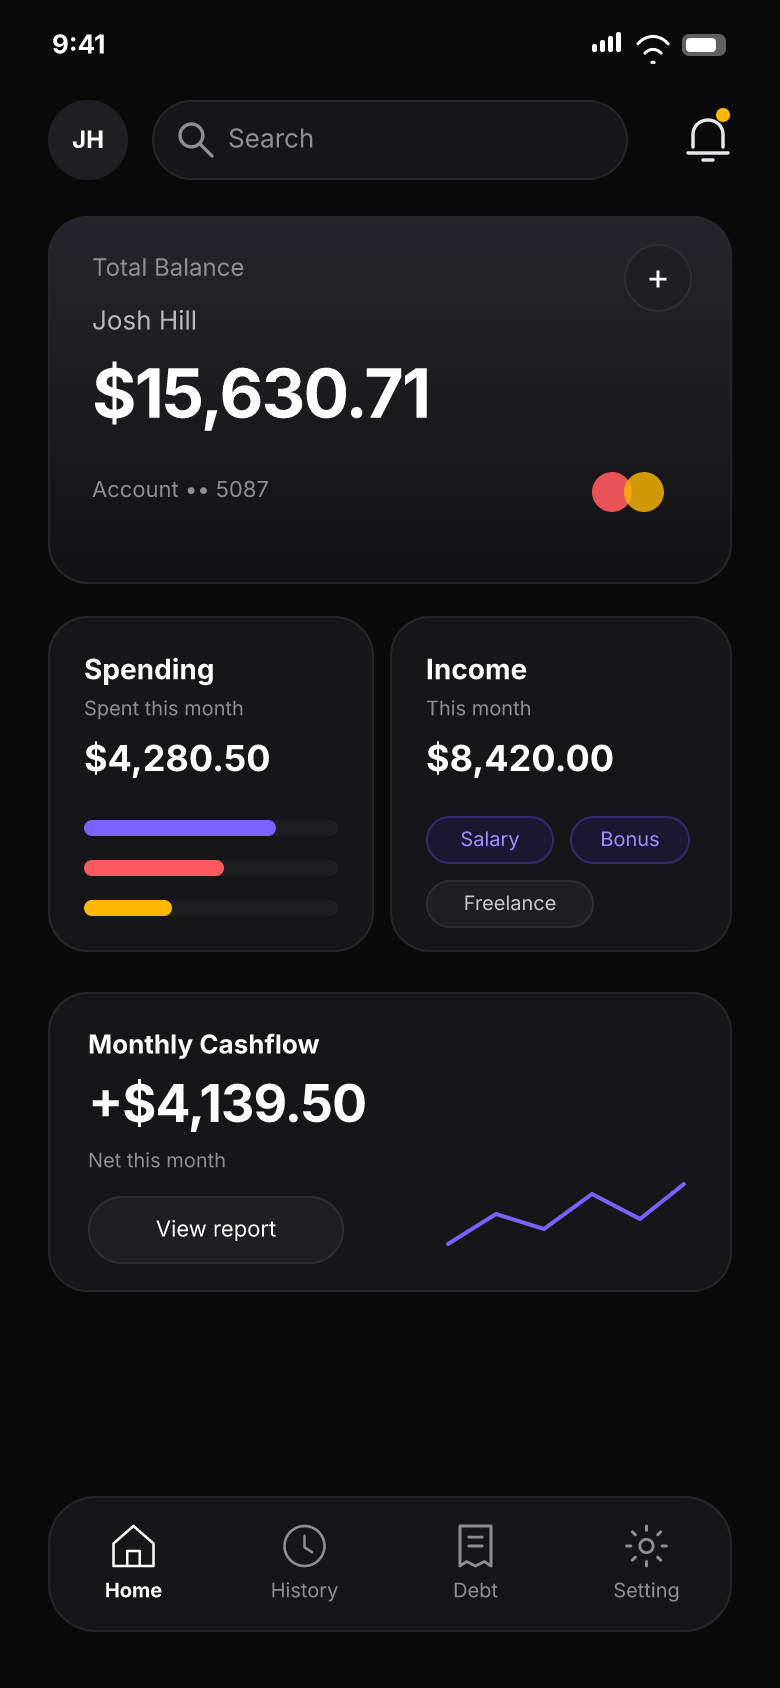 9:41
JH
Search
Total Balance
+
Josh Hill
$15,630.71
Account •• 5087
Spending
Spent this month
$4,280.50
Income
This month
$8,420.00
Salary
Bonus
Freelance
Monthly Cashflow
+$4,139.50
Net this month
View report
Home
History
Debt
Setting